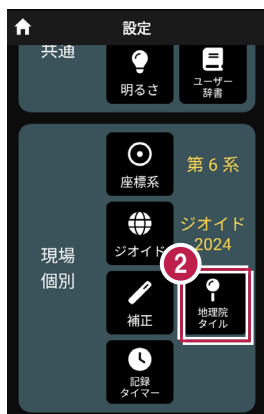 設定
共通
明るさ
ユーザー
辞書
座標系
第6系
現場
個別
ジオイド
ジオイド
2024
2
補正
地理院
タイル
記録
タイマー